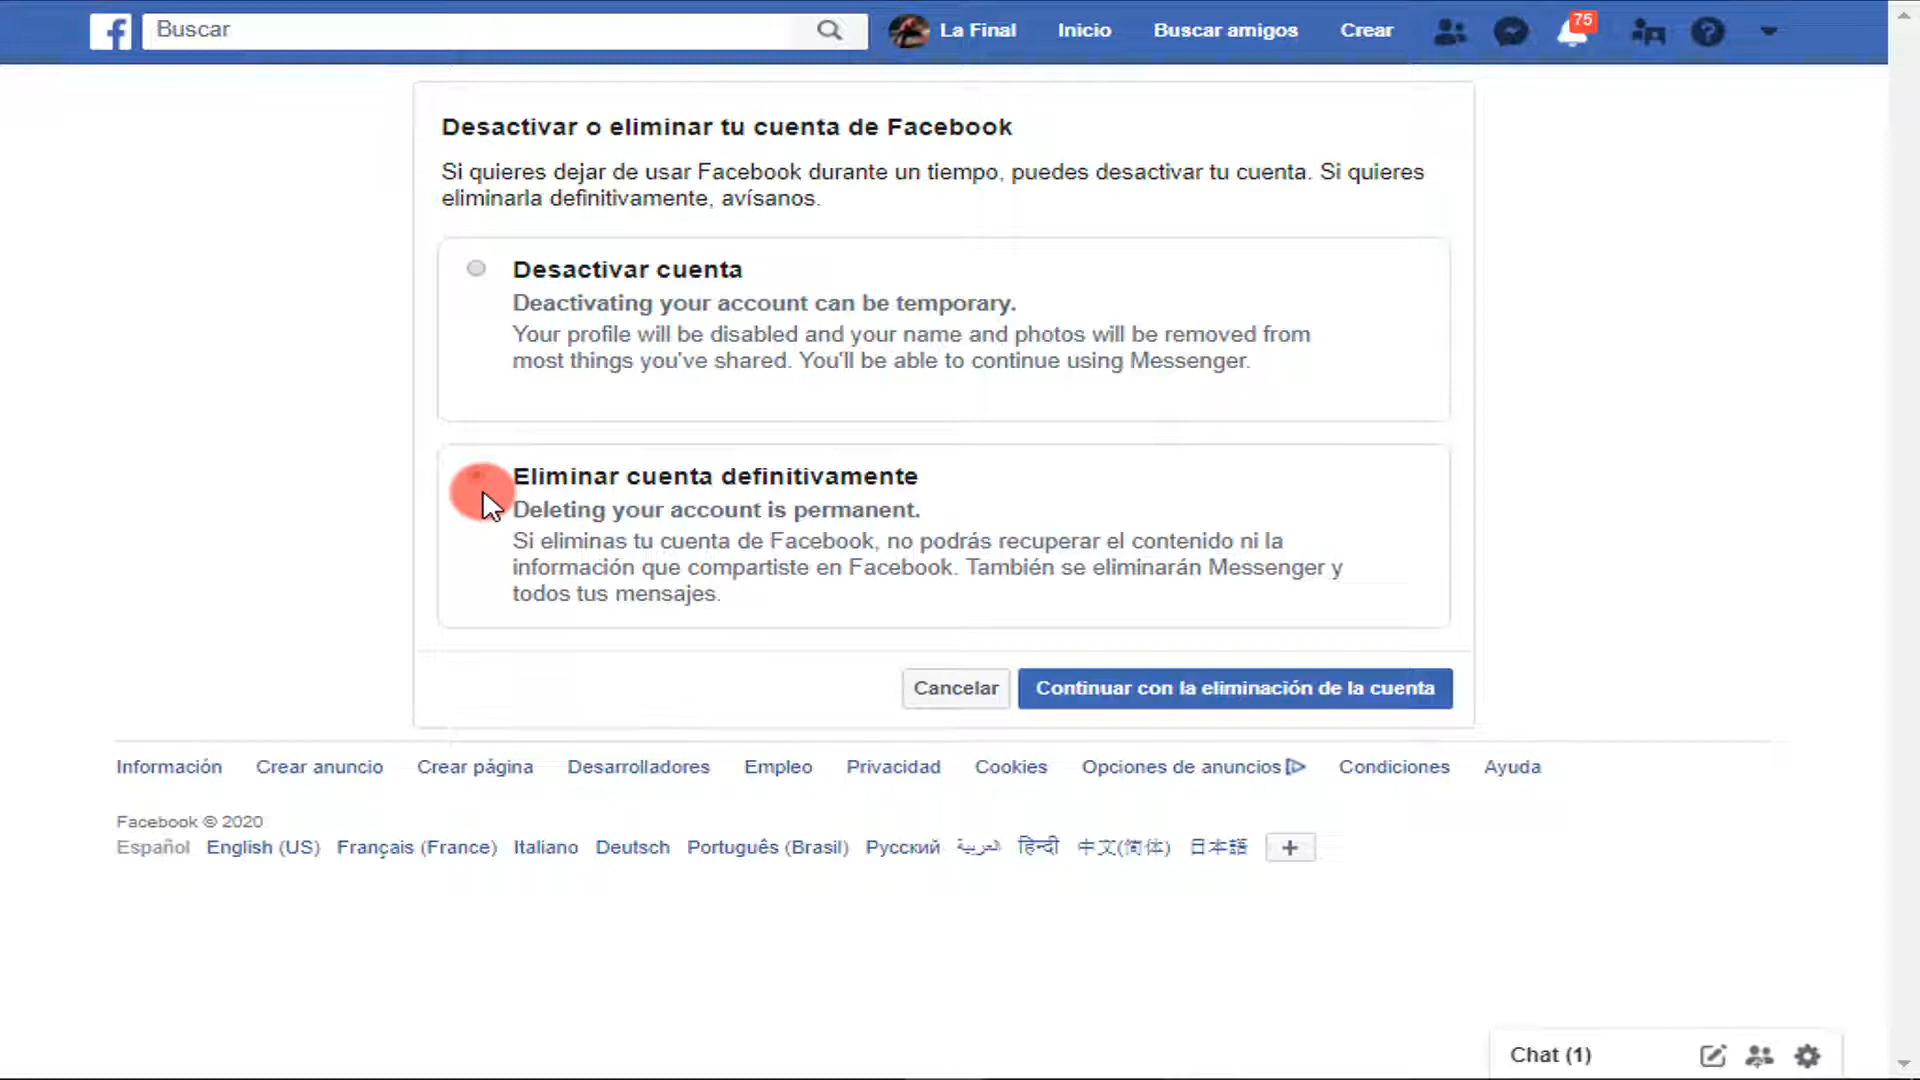 Buscar
La Final
Inicio
Buscar amigos
Crear
75
Desactivar o eliminar tu cuenta de Facebook
Si quieres dejar de usar Facebook durante un tiempo, puedes desactivar tu cuenta. Si quieres
eliminarla definitivamente, avísanos.
Desactivar cuenta
Deactivating your account can be temporary.
Your profile will be disabled and your name and photos will be removed from
most things you've shared. You'll be able to continue using Messenger.
Eliminar cuenta definitivamente
Deleting your account is permanent.
Si eliminas tu cuenta de Facebook, no podrás recuperar el contenido ni la
información que compartiste en Facebook. También se eliminarán Messenger y
todos tus mensajes.
Cancelar
Continuar con la eliminación de la cuenta
Información Crear anuncio Crear página Desarrolladores Empleo Privacidad Cookies Opciones de anuncios Condiciones Ayuda
Facebook © 2020
Español English (US) Français (France) Italiano Deutsch Português (Brasil) Русский العربية हिन्दी 中文(简体) 日本語 +
Chat (1)